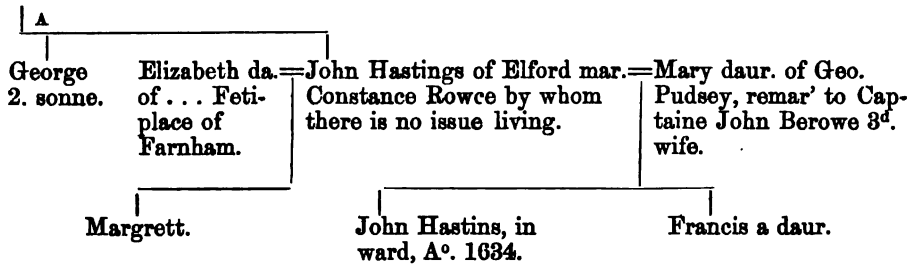 A
George
2. sonne.
Elizabeth da.
of ... Feti-
place of
Farnham.
John Hastings of Elford mar.
Constance Rowce by whom
there is no issue living.
Mary daur. of Geo.
Pudsey, remar' to Cap-
taine John Berowe 3d.
wife.
Margrett.
John Hastins, in
ward, Ao. 1634.
Francis a daur.